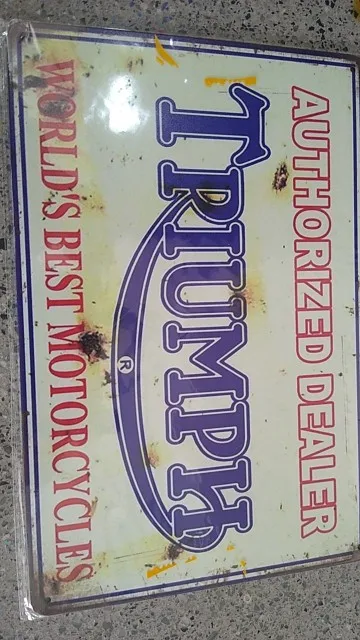 AUTHORIZED DEALER
TRIUMPH
R
WORLD'S BEST MOTORCYCLES